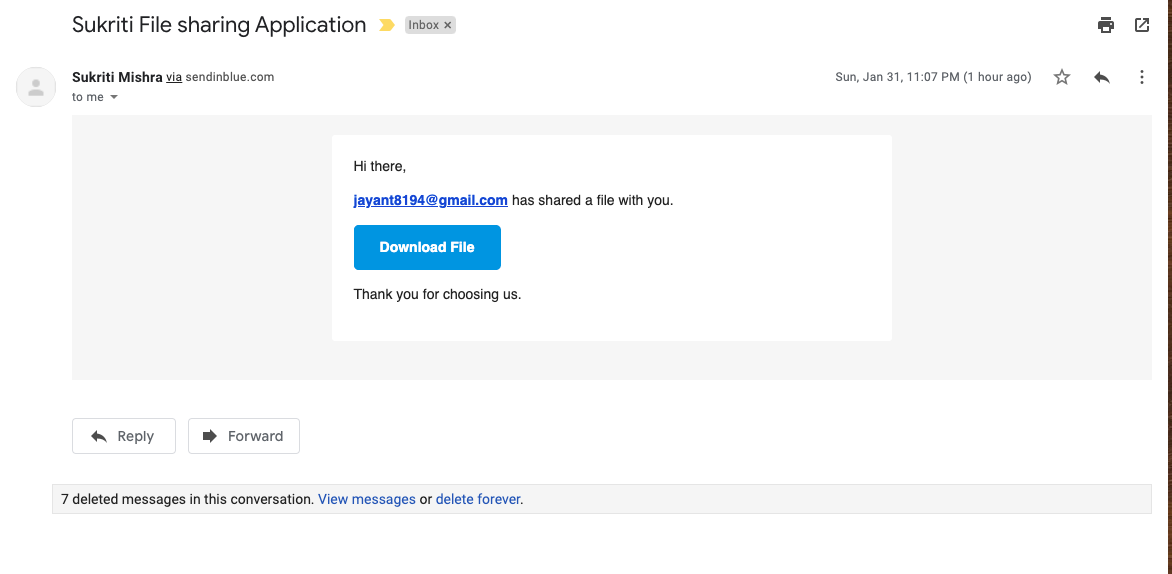 Sukriti File sharing Application Inbox ×
Sukriti Mishra via sendinblue.com Sun, Jan 31, 11:07 PM (1 hour ago)
to me
Hi there,
jayant8194@gmail.com has shared a file with you.
Download File
Thank you for choosing us.
Reply Forward
7 deleted messages in this conversation. View messages or delete forever.